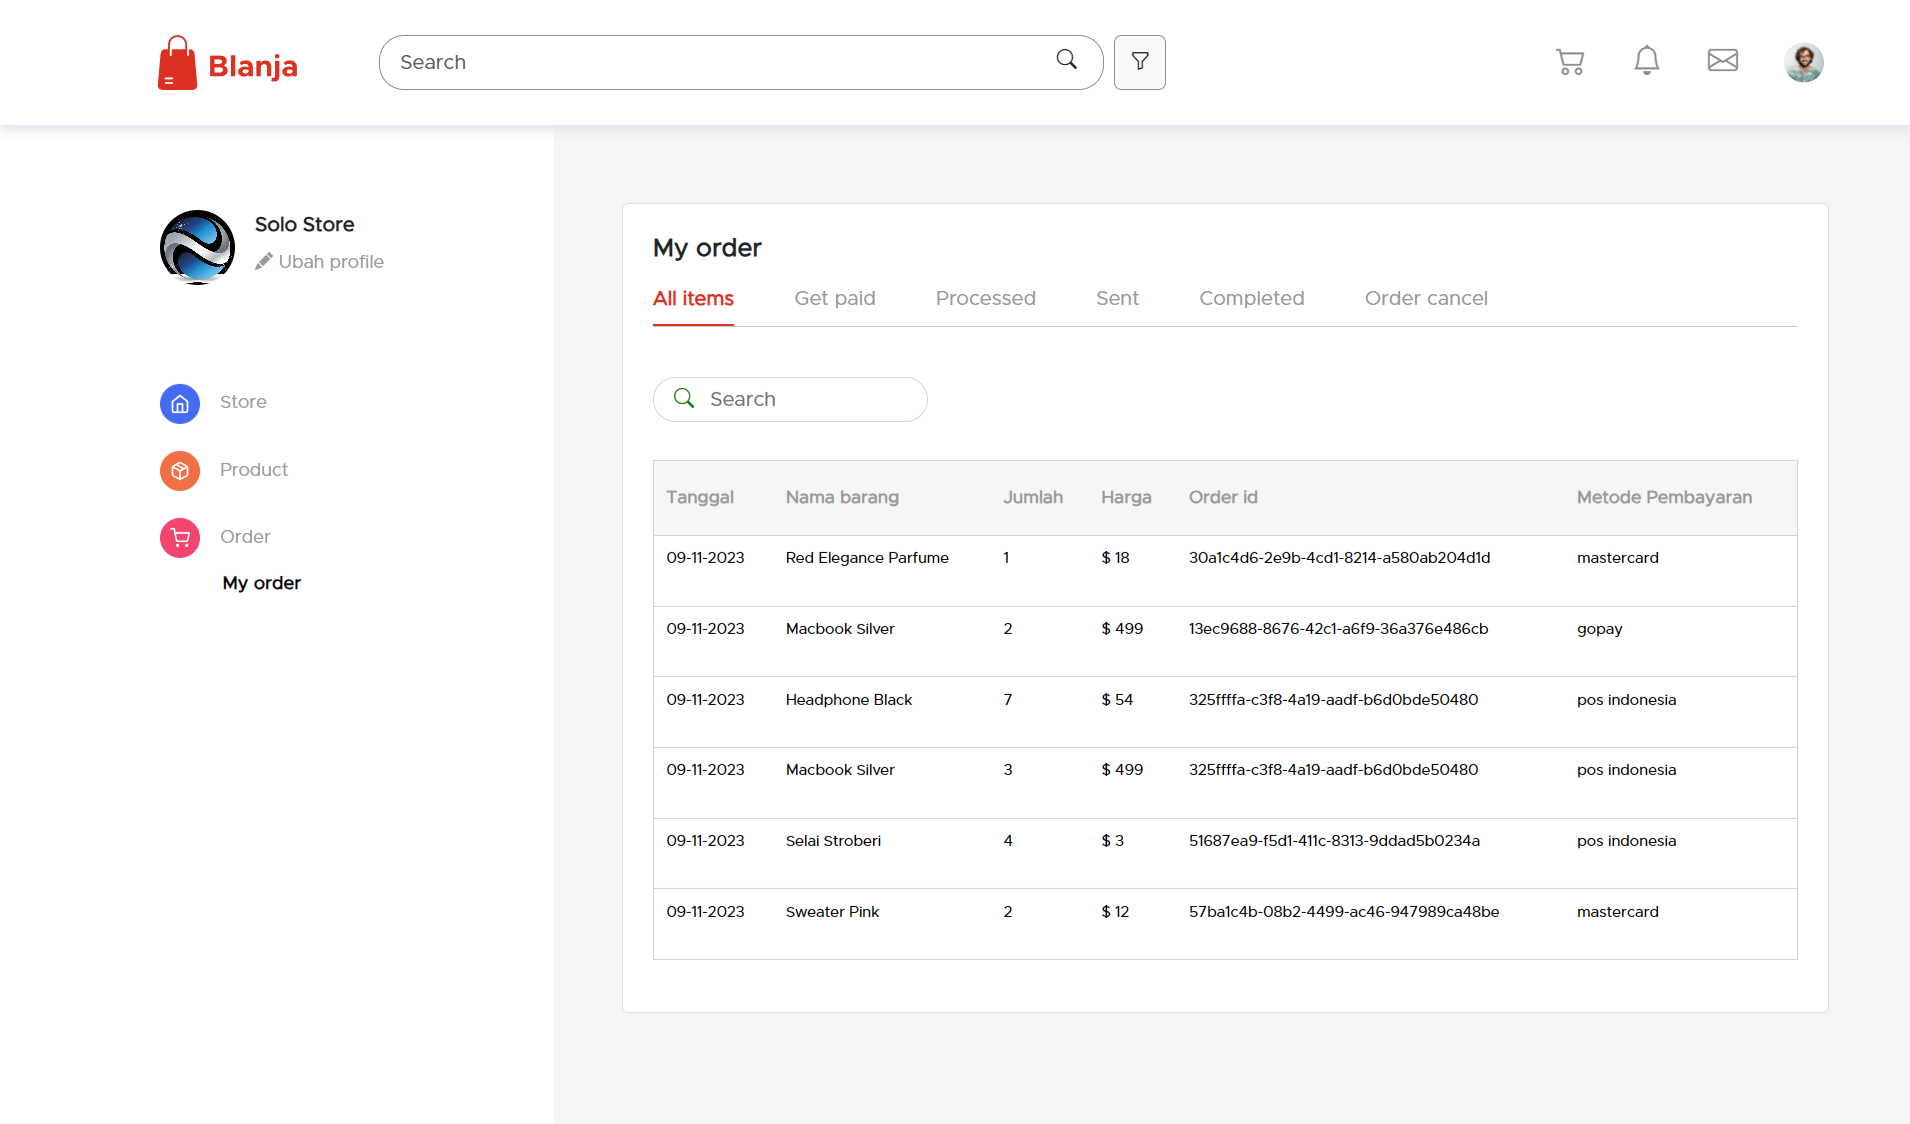 Blanja
Search
Solo Store
Ubah profile
Store
Product
Order
My order
My order
All items Get paid Processed Sent Completed Order cancel
Search
Tanggal Nama barang Jumlah Harga Order id Metode Pembayaran
09-11-2023 Red Elegance Parfume 1 $ 18 30a1c4d6-2e9b-4cd1-8214-a580ab204d1d mastercard
09-11-2023 Macbook Silver 2 $ 499 13ec9688-8676-42c1-a6f9-36a376e486cb gopay
09-11-2023 Headphone Black 7 $ 54 325ffffa-c3f8-4a19-aadf-b6d0bde50480 pos indonesia
09-11-2023 Macbook Silver 3 $ 499 325ffffa-c3f8-4a19-aadf-b6d0bde50480 pos indonesia
09-11-2023 Selai Stroberi 4 $ 3 51687ea9-f5d1-411c-8313-9ddad5b0234a pos indonesia
09-11-2023 Sweater Pink 2 $ 12 57ba1c4b-08b2-4499-ac46-947989ca48be mastercard